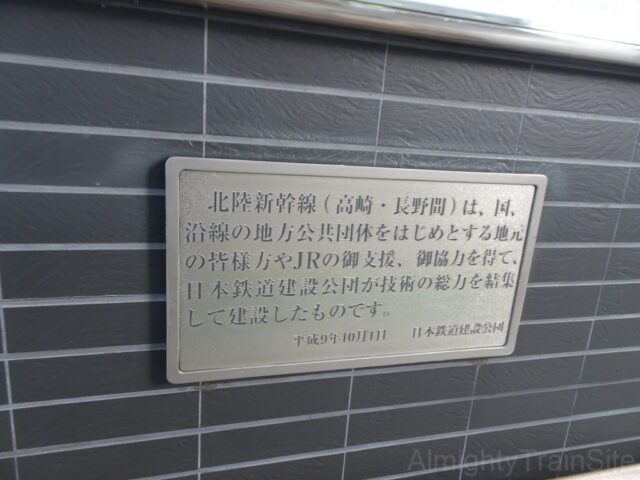 北陸新幹線(高崎・長野間)は、国、
沿線の地方公共団体をはじめとする地元
の皆様方やJRの御支援、御協力を得て、
日本鉄道建設公団が技術の総力を結集
して建設したものです。
平成9年10月1日 日本鉄道建設公団
AlmightyTrainSite